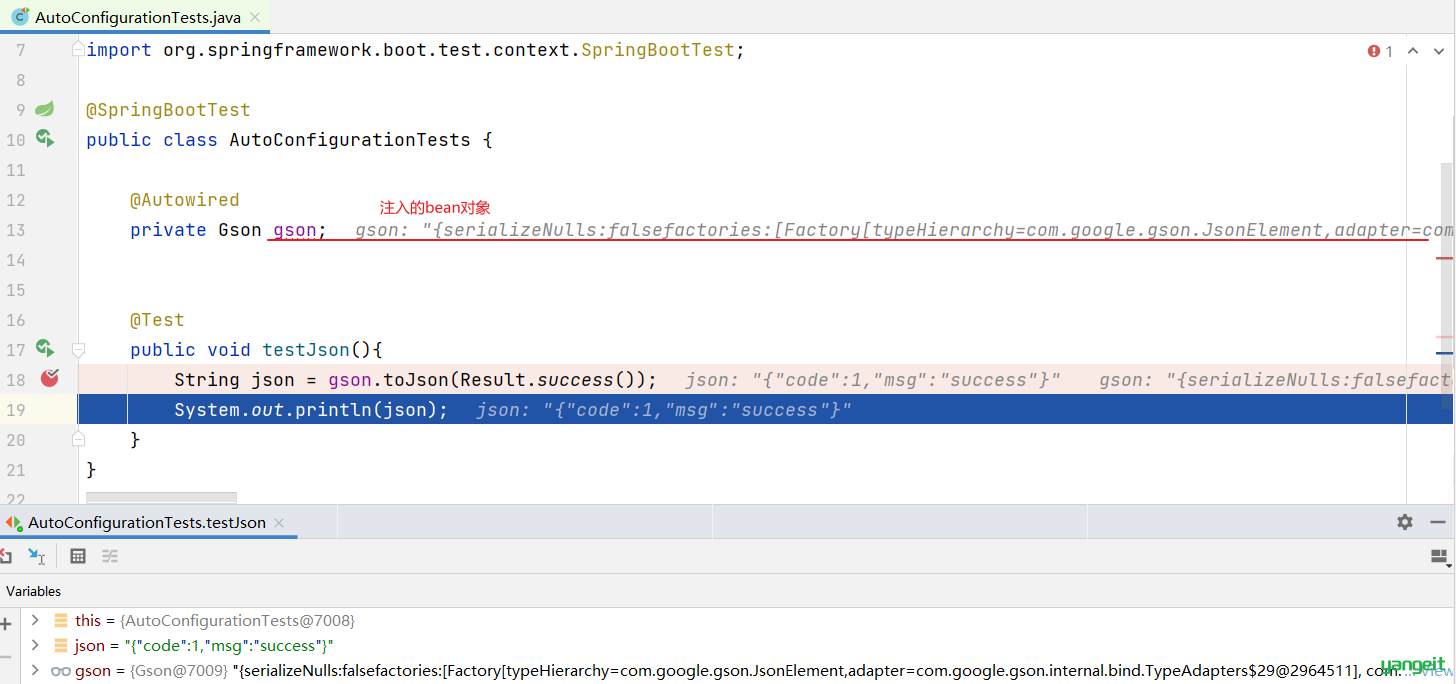 AutoConfigurationTests.java
7 import org.springframework.boot.test.context.SpringBootTest;
1
8
9 @SpringBootTest
10 public class AutoConfigurationTests {
11
12 @Autowired
注入的bean对象
13 private Gson gson; gson: "{serializeNulls:falsefactories:[Factory[typeHierarchy=com.google.gson.JsonElement,adapter=com
14
15
16 @Test
17 public void testJson(){
18 String json = gson.toJson(Result.success()); json: "{"code":1,"msg":"success"}" gson: "{serializeNulls:falsefact
19 System.out.println(json); json: "{"code":1,"msg":"success"}"
20 }
21 }
22
AutoConfigurationTests.testJson
Variables
this = {AutoConfigurationTests@7008}
json = "{"code":1,"msg":"success"}"
gson = {Gson@7009} "{serializeNulls:falsefactories:[Factory[typeHierarchy=com.google.gson.JsonElement,adapter=com.google.gson.internal.bind.TypeAdapters$29@2964511], com. ... View
yangeit